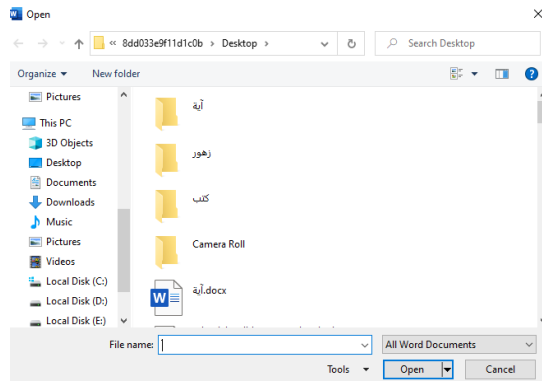 Open
« 8dd033e9f11d1c0b › Desktop ›
Search Desktop
Organize
New folder
Pictures
This PC
3D Objects
Desktop
Documents
Downloads
Music
Pictures
Videos
Local Disk (C:)
Local Disk (D:)
Local Disk (E:)
آية
زهور
كتب
Camera Roll
آية.docx
File name:
All Word Documents
Tools
Open
Cancel